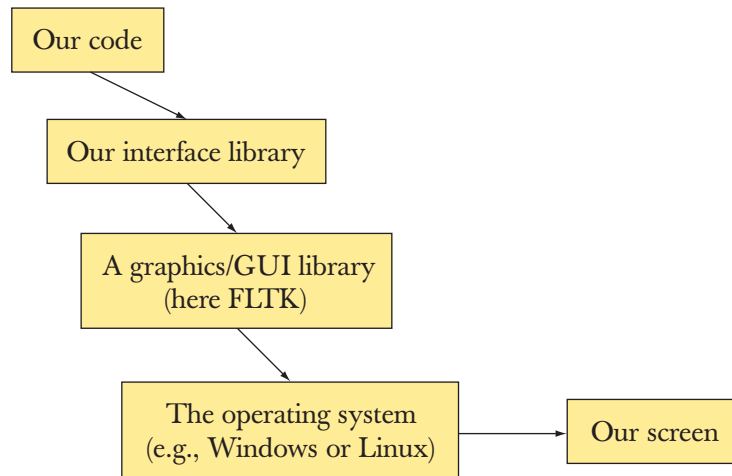 Our code
Our interface library
A graphics/GUI library
(here FLTK)
The operating system
(e.g., Windows or Linux)
Our screen